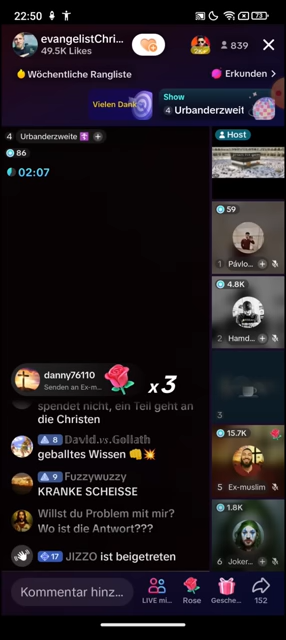 22:50
73
evangelistChri...
49.5K Likes
839
Wöchentliche Rangliste
Erkunden
Vielen Dank
Show
4 Urbanderzweit
4 Urbanderzweite
Host
86
02:07
59
1 Pávlo...
4.8K
2 Hamd...
3
danny76110
Senden an Ex-m...
x3
spendet nicht, ein Teil geht an
die Christen
8 David.vs.Goliath
geballtes Wissen
9 Fuzzywuzzy
KRANKE SCHEISSE
Willst du Problem mit mir?
Wo ist die Antwort???
17 JIZZO ist beigetreten
15.7K
5 Ex-muslim
1.8K
6 Joker...
Kommentar hinz...
LIVE mi...
Rose
Gesche...
152